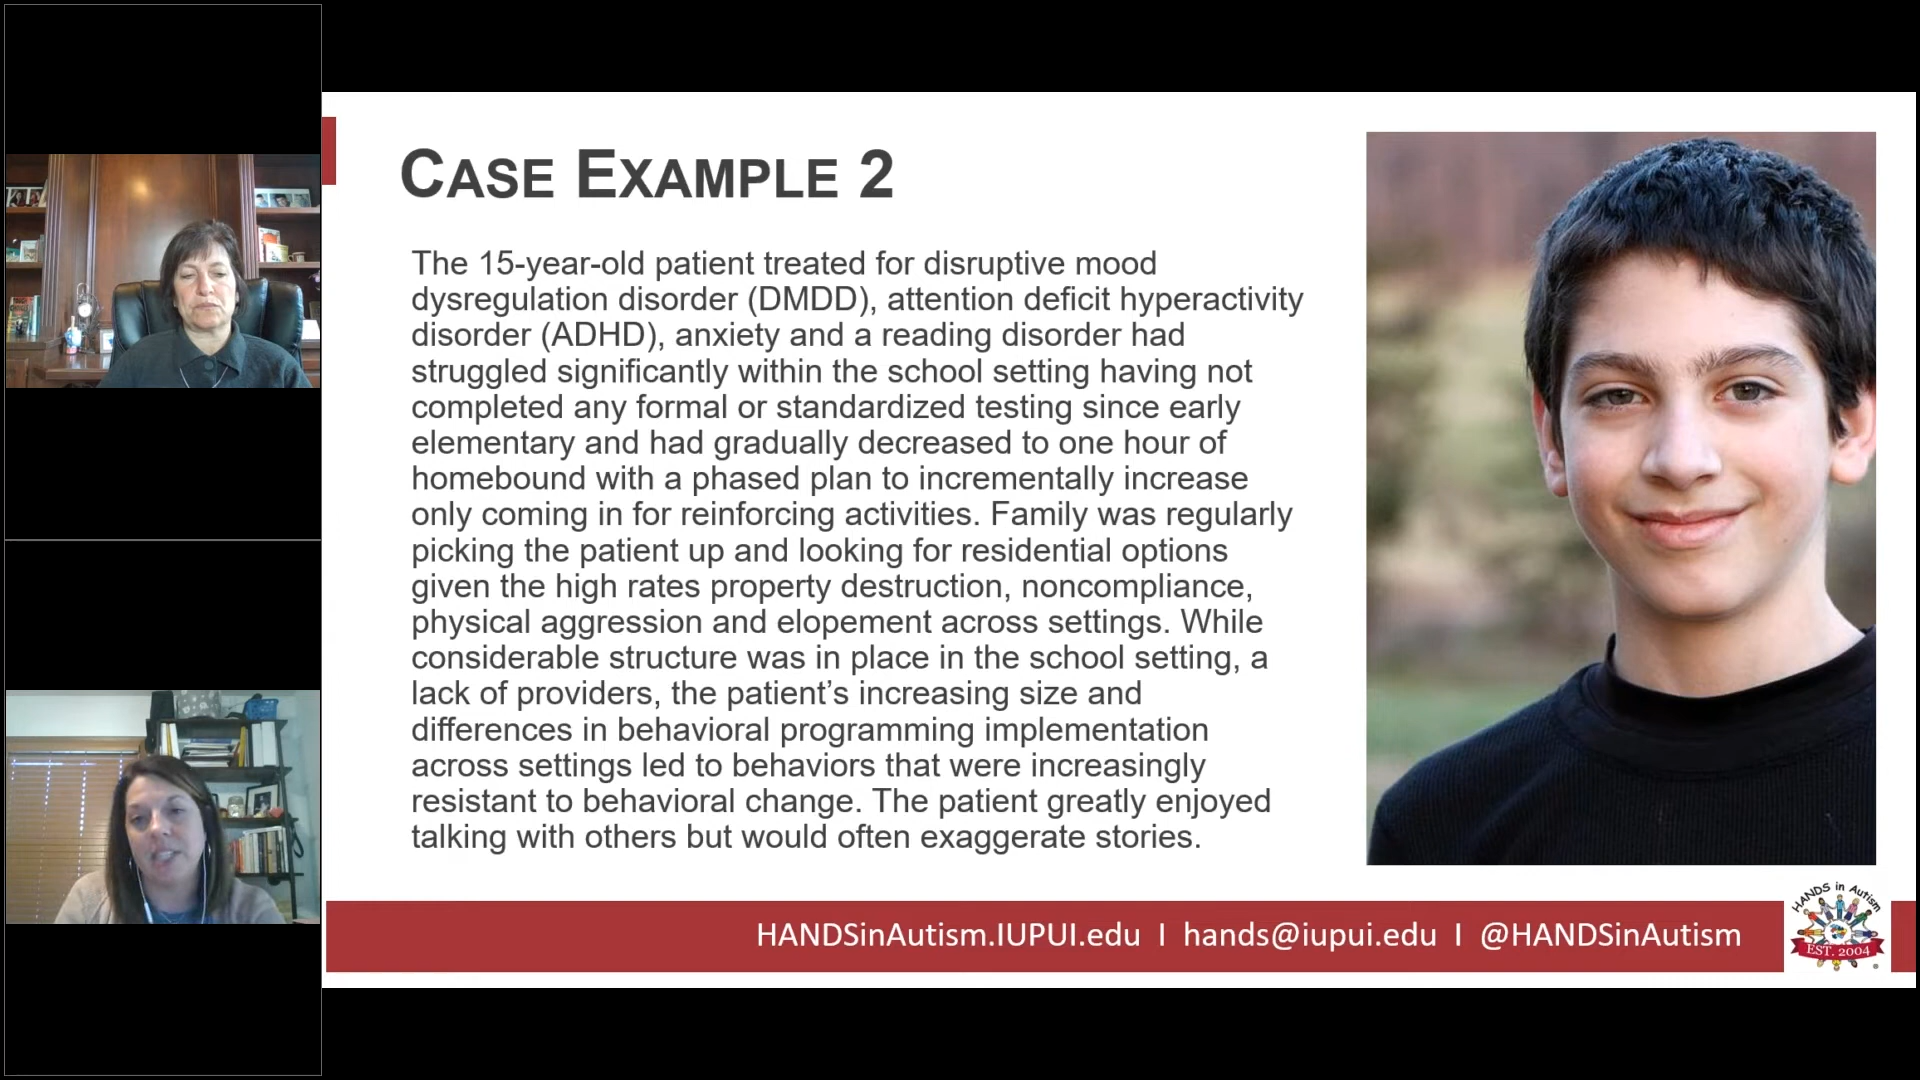 CASE EXAMPLE 2
The 15-year-old patient treated for disruptive mood
dysregulation disorder (DMDD), attention deficit hyperactivity
disorder (ADHD), anxiety and a reading disorder had
struggled significantly within the school setting having not
completed any formal or standardized testing since early
elementary and had gradually decreased to one hour of
homebound with a phased plan to incrementally increase
only coming in for reinforcing activities. Family was regularly
picking the patient up and looking for residential options
given the high rates property destruction, noncompliance,
physical aggression and elopement across settings. While
considerable structure was in place in the school setting, a
lack of providers, the patient’s increasing size and
differences in behavioral programming implementation
across settings led to behaviors that were increasingly
resistant to behavioral change. The patient greatly enjoyed
talking with others but would often exaggerate stories.
HANDSinAutism.IUPUI.edu I hands@iupui.edu I @HANDSinAutism
HANDS in Autism
EST. 2004
®